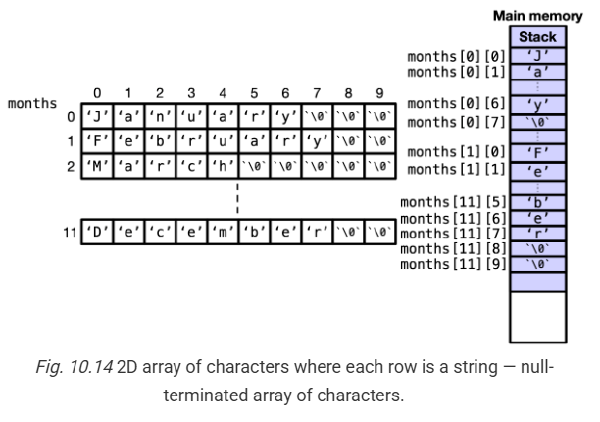 Main memory
Stack
months[0][0] ‘J’
months[0][1] ‘a’
0 1 2 3 4 5 6 7 8 9
months
months[0][6] ‘y’
0 ‘J’ ‘a’ ‘n’ ‘u’ ‘a’ ‘r’ ‘y’ `\0` `\0` `\0`
months[0][7] `\0`
1 ‘F’ ‘e’ ‘b’ ‘r’ ‘u’ ‘a’ ‘r’ ‘y’ `\0` `\0`
months[1][0] ‘F’
2 ‘M’ ‘a’ ‘r’ ‘c’ ‘h’ `\0` `\0` `\0` `\0` `\0`
months[1][1] ‘e’
months[11][5] ‘b’
months[11][6] ‘e’
11 ‘D’ ‘e’ ‘c’ ‘e’ ‘m’ ‘b’ ‘e’ ‘r’ `\0` `\0`
months[11][7] ‘r’
months[11][8] `\0`
months[11][9] `\0`
Fig. 10.14 2D array of characters where each row is a string — null-
terminated array of characters.